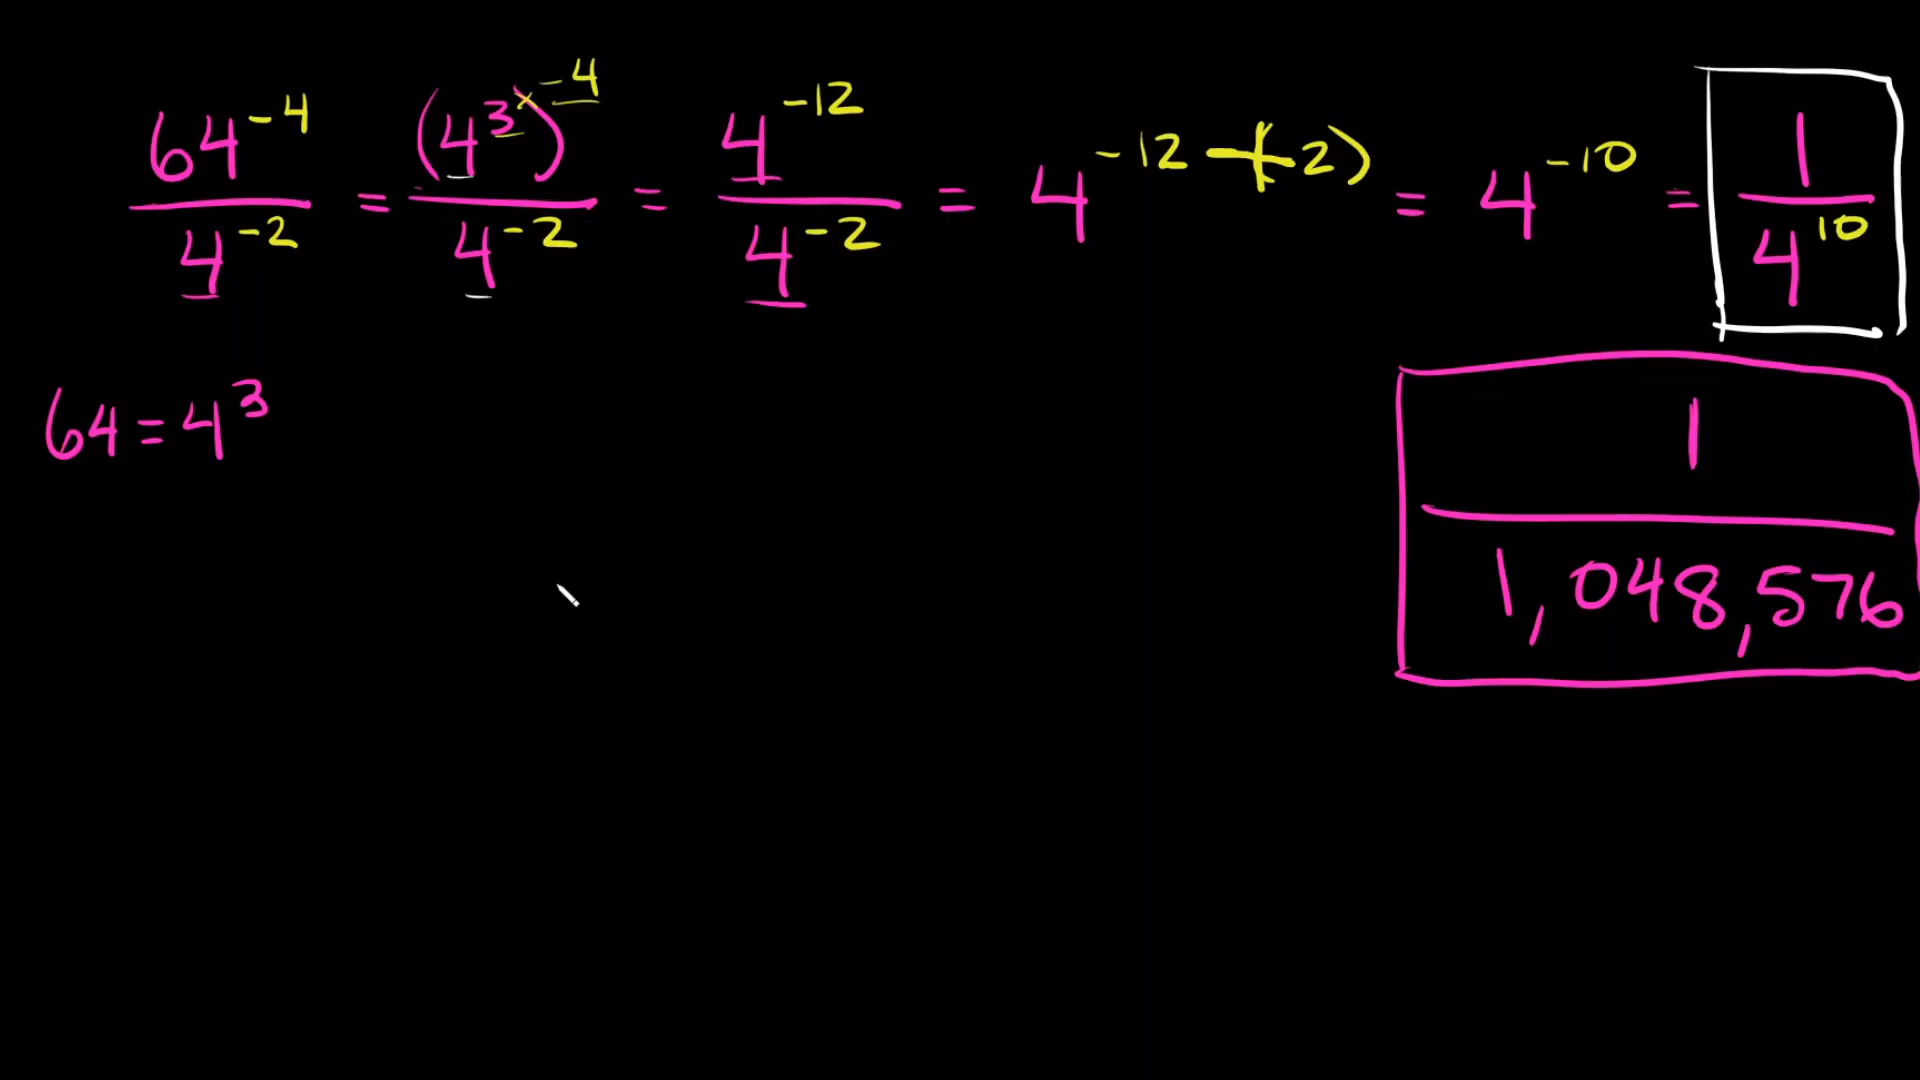 64^-4 / 4^-2 = (4^3)^x -4 / 4^-2 = 4^-12 / 4^-2 = 4^-12-(-2) = 4^-10 = 1 / 4^10
64 = 4^3
1 / 1,048,576